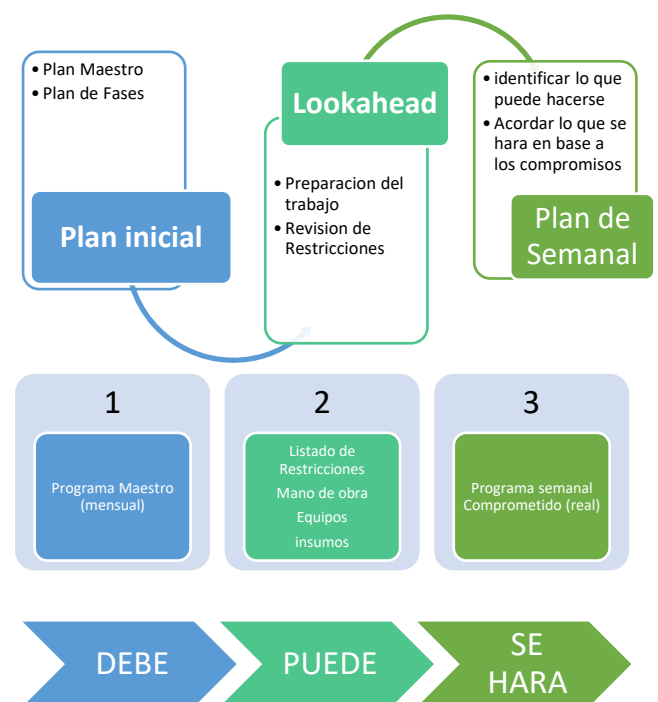 • Plan Maestro
• Plan de Fases
Plan inicial
Lookahead
• Preparacion del
trabajo
• Revision de
Restricciones
• identificar lo que
puede hacerse
• Acordar lo que se
hara en base a
los compromisos
Plan de
Semanal
1
Programa Maestro
(mensual)
2
Listado de
Restricciones
Mano de obra
Equipos
insumos
3
Programa semanal
Comprometido (real)
DEBE
PUEDE
SE
HARA